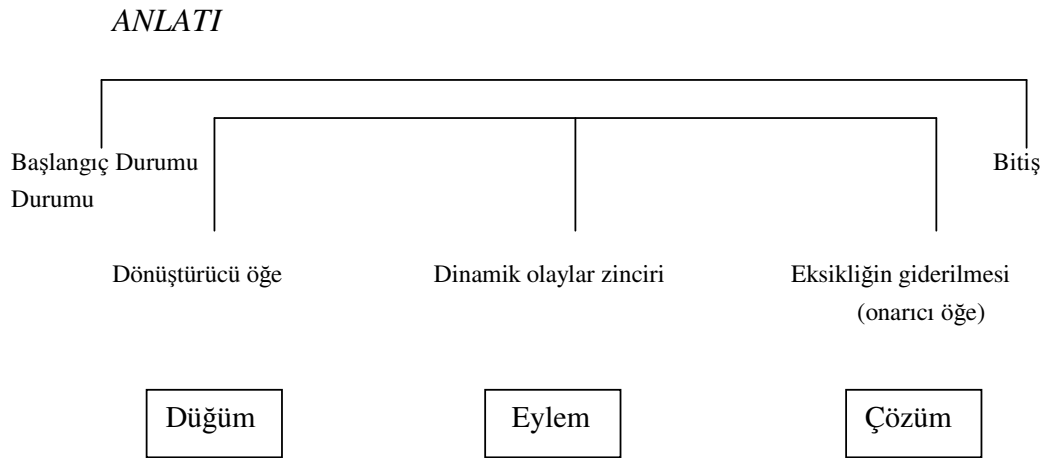 ANLATI
Başlangıç Durumu Bitiş
Durumu
Dönüştürücü öğe Dinamik olaylar zinciri Eksikliğin giderilmesi
(onarıcı öğe)
Düğüm Eylem Çözüm